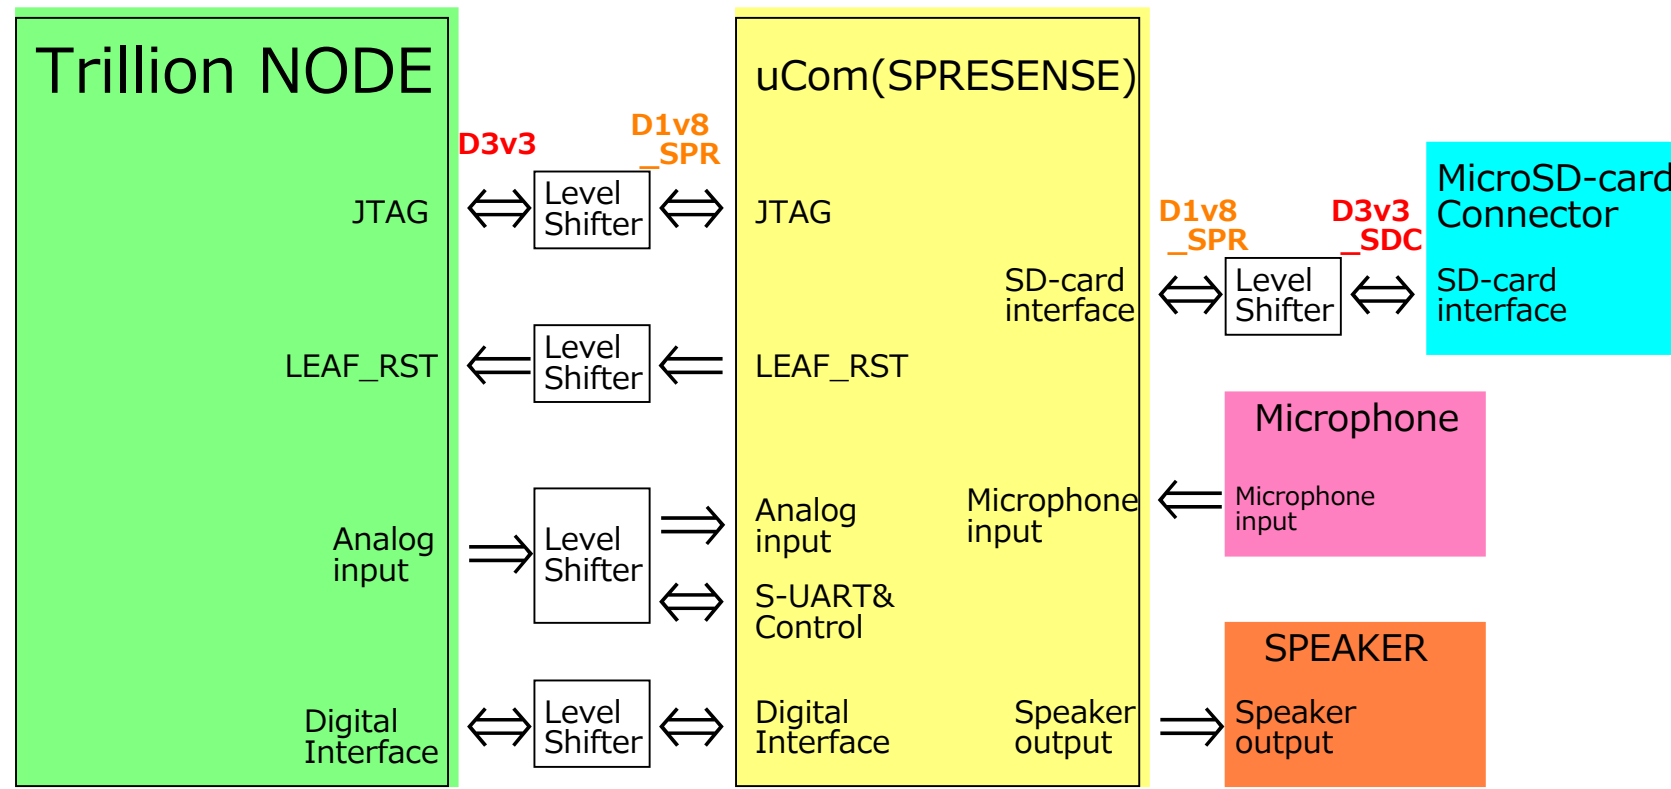 Trillion NODE
uCom(SPRESENSE)
D3v3
D1v8
_SPR
JTAG
Level
Shifter
JTAG
D1v8
_SPR
D3v3
_SDC
MicroSD-card
Connector
SD-card
interface
Level
Shifter
SD-card
interface
LEAF_RST
Level
Shifter
LEAF_RST
Microphone
Microphone
input
Microphone
input
Analog
input
Level
Shifter
Analog
input
S-UART&
Control
SPEAKER
Digital
Interface
Level
Shifter
Digital
Interface
Speaker
output
Speaker
output